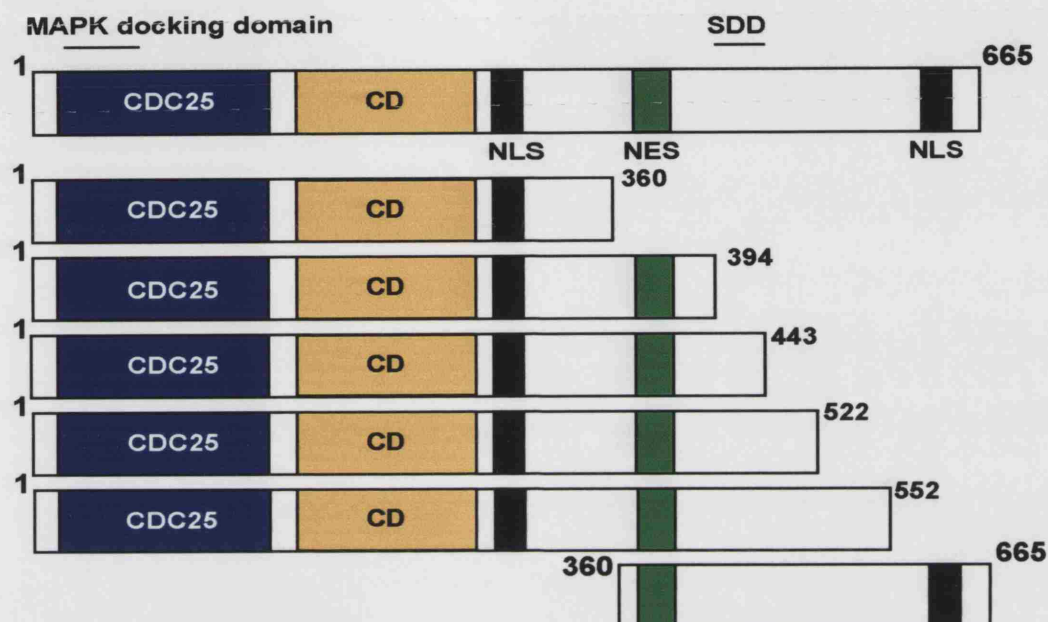 MAPK docking domain SDD
1 665
CDC25 CD
NLS NES NLS
1 360
CDC25 CD
1 394
CDC25 CD
1 443
CDC25 CD
1 522
CDC25 CD
1 552
CDC25 CD
360 665